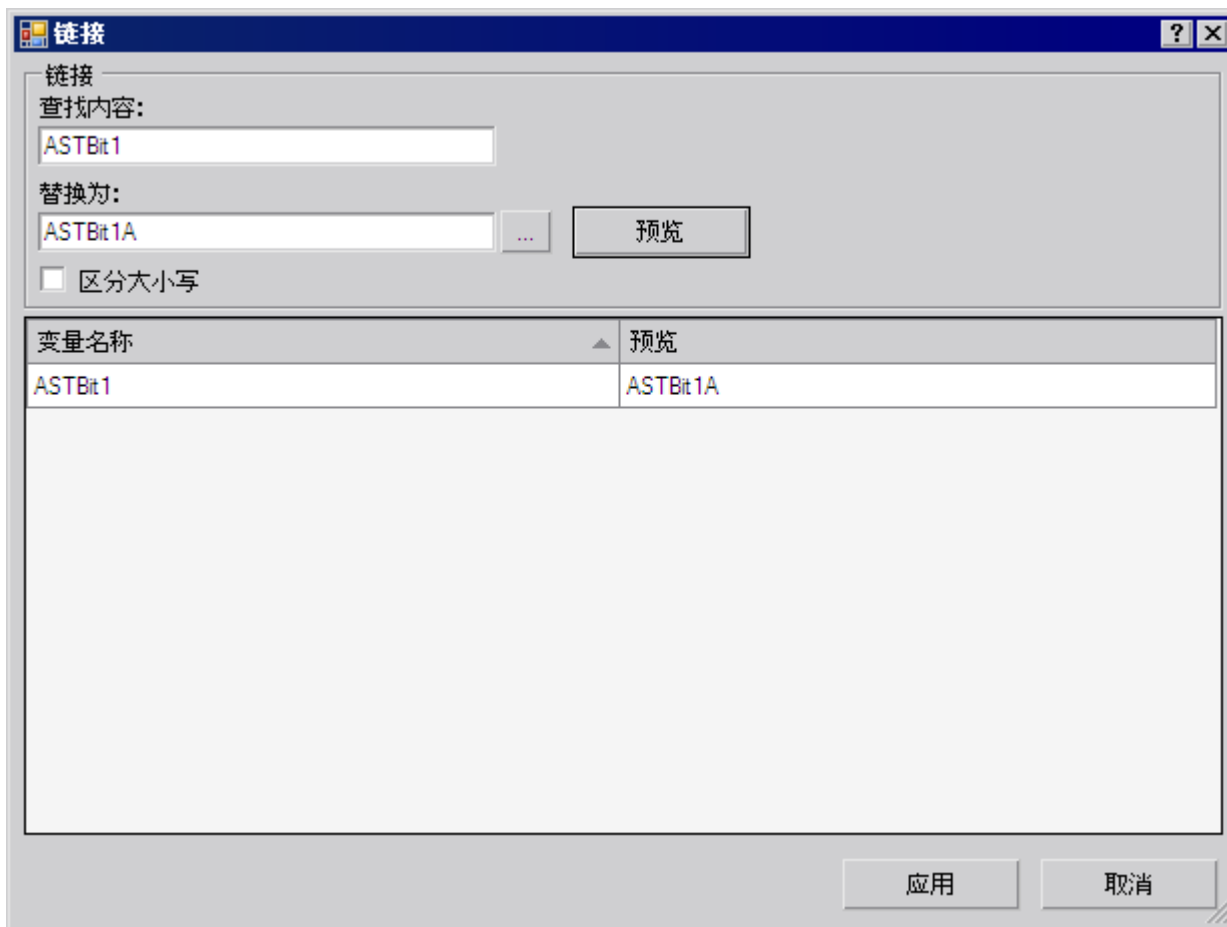 链接
链接
查找内容:
ASTBit1
替换为:
ASTBit1A ... 预览
区分大小写
变量名称 预览
ASTBit1 ASTBit1A
应用 取消